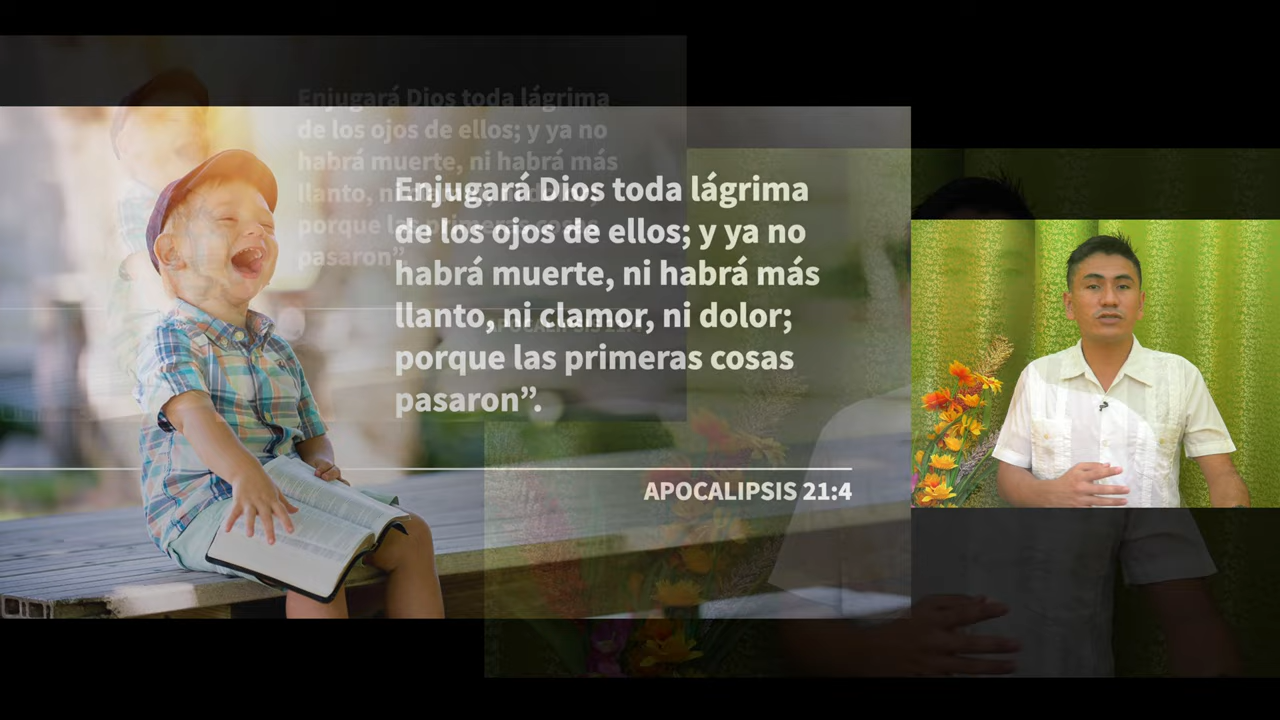 Enjugará Dios toda lágrima
de los ojos de ellos; y ya no
habrá muerte, ni habrá más
llanto, ni clamor, ni dolor;
porque las primeras cosas
pasaron”.
APOCALIPSIS 21:4